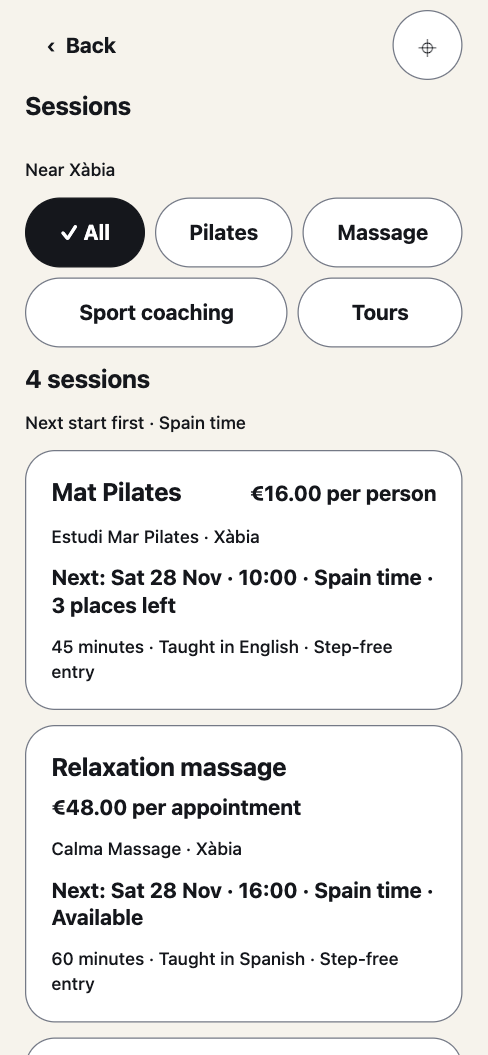 ‹ Back
Sessions
Near Xàbia
✓ All
Pilates
Massage
Sport coaching
Tours
4 sessions
Next start first · Spain time
Mat Pilates
€16.00 per person
Estudi Mar Pilates · Xàbia
Next: Sat 28 Nov · 10:00 · Spain time ·
3 places left
45 minutes · Taught in English · Step-free
entry
Relaxation massage
€48.00 per appointment
Calma Massage · Xàbia
Next: Sat 28 Nov · 16:00 · Spain time ·
Available
60 minutes · Taught in Spanish · Step-free
entry